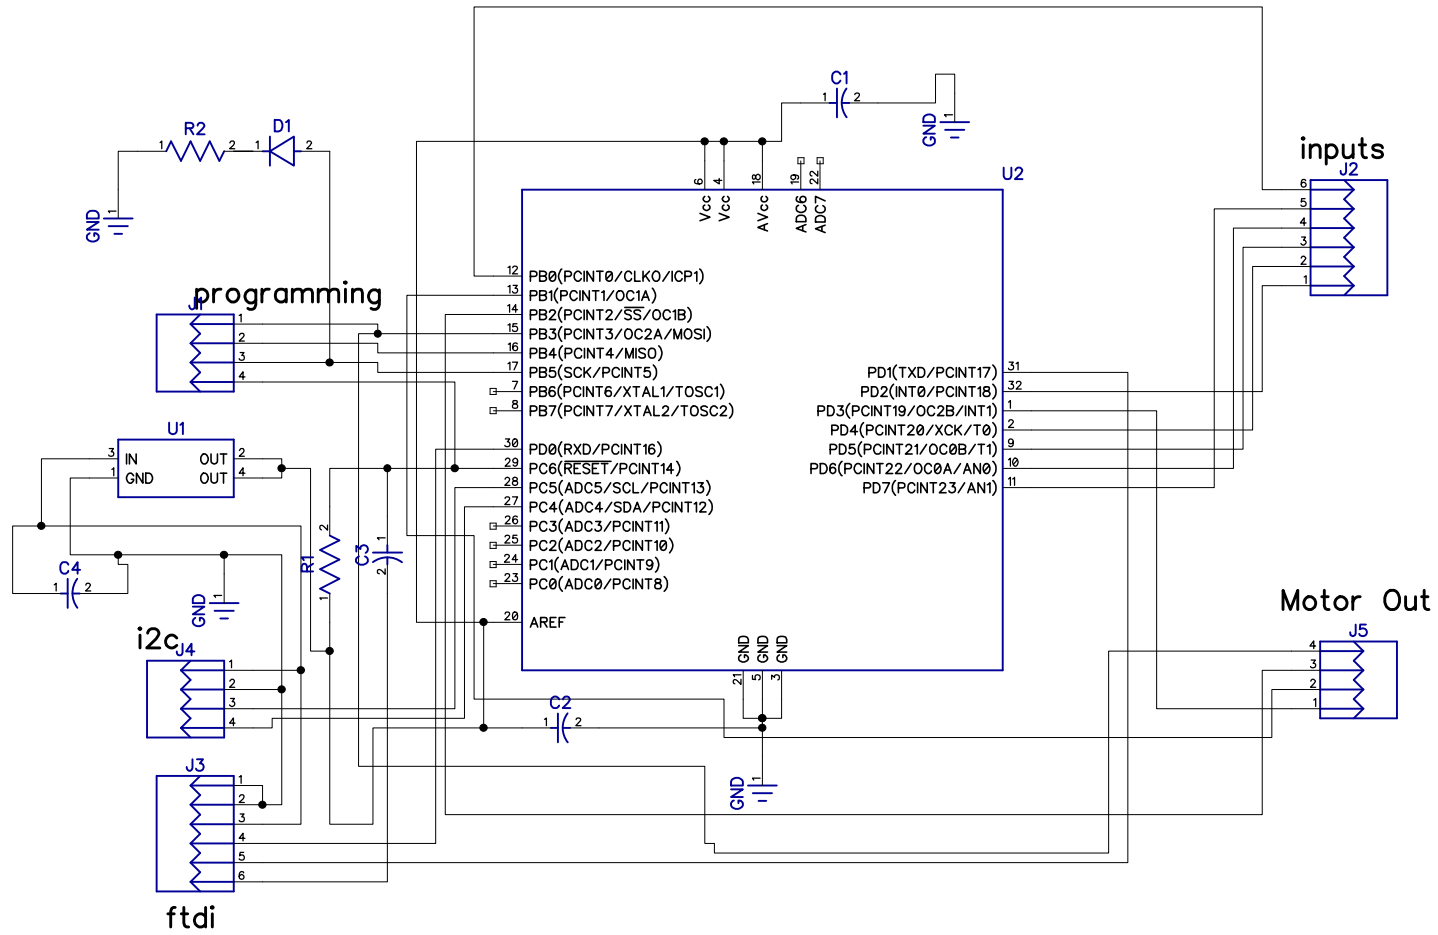 C1
1 2
GND
1
R2
1 2
D1
1 2
GND
1
inputs
J2
6
5
4
3
2
1
U2
6 4 18 19 22
Vcc Vcc AVcc ADC6 ADC7
programming
J1
1
2
3
4
12 PB0(PCINT0/CLKO/ICP1)
13 PB1(PCINT1/OC1A)
14 PB2(PCINT2/SS/OC1B)
15 PB3(PCINT3/OC2A/MOSI)
16 PB4(PCINT4/MISO)
17 PB5(SCK/PCINT5)
7 PB6(PCINT6/XTAL1/TOSC1)
8 PB7(PCINT7/XTAL2/TOSC2)
30 PD0(RXD/PCINT16)
29 PC6(RESET/PCINT14)
28 PC5(ADC5/SCL/PCINT13)
27 PC4(ADC4/SDA/PCINT12)
26 PC3(ADC3/PCINT11)
25 PC2(ADC2/PCINT10)
24 PC1(ADC1/PCINT9)
23 PC0(ADC0/PCINT8)
20 AREF
PD1(TXD/PCINT17) 31
PD2(INT0/PCINT18) 32
PD3(PCINT19/OC2B/INT1) 1
PD4(PCINT20/XCK/T0) 2
PD5(PCINT21/OC0B/T1) 9
PD6(PCINT22/OC0A/AN0) 10
PD7(PCINT23/AN1) 11
GND GND GND
21 5 3
U1
3 IN OUT 2
1 GND OUT 4
C4
1 2
GND
1
R1
2
1
C3
1
2
i2c
J4
1
2
3
4
C2
1 2
GND
1
Motor Out
J5
4
3
2
1
J3
1
2
3
4
5
6
ftdi